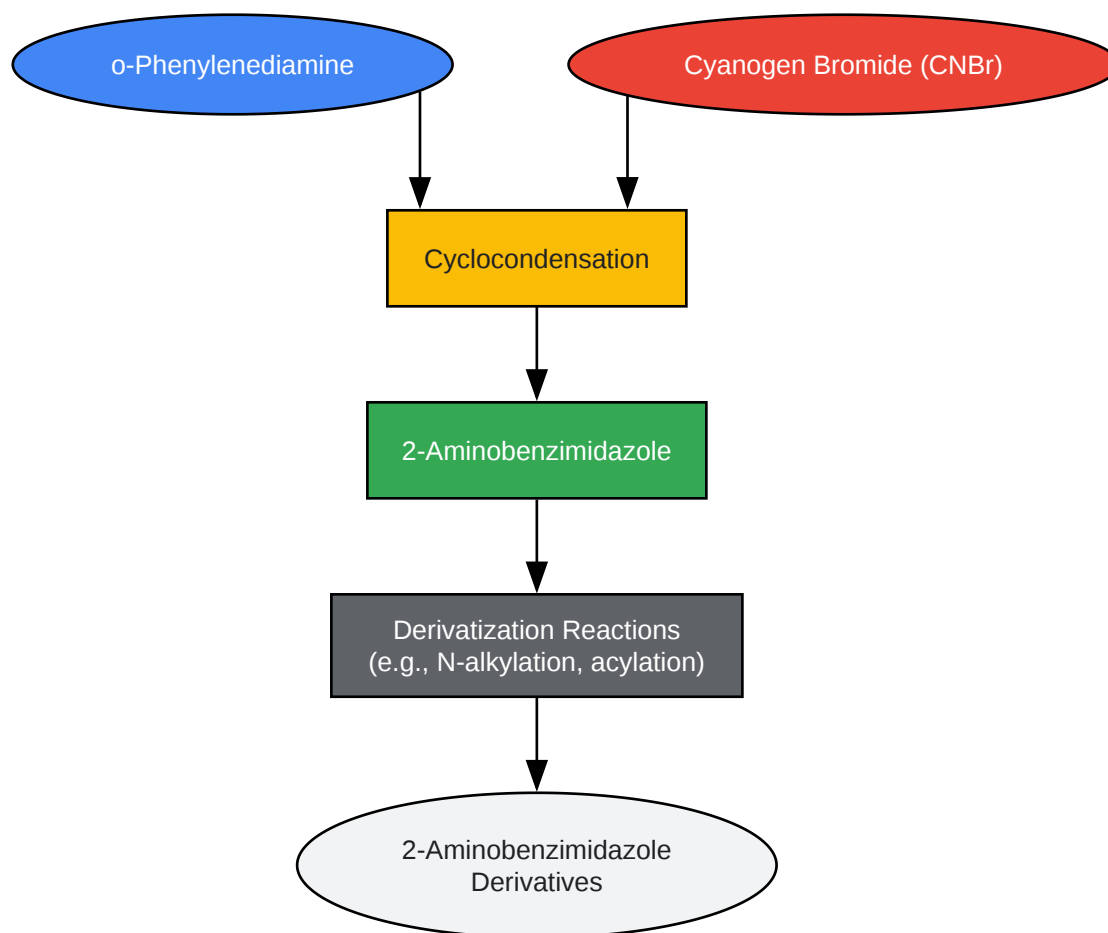 o-Phenylenediamine
Cyanogen Bromide (CNBr)
Cyclocondensation
2-Aminobenzimidazole
Derivatization Reactions
(e.g., N-alkylation, acylation)
2-Aminobenzimidazole
Derivatives